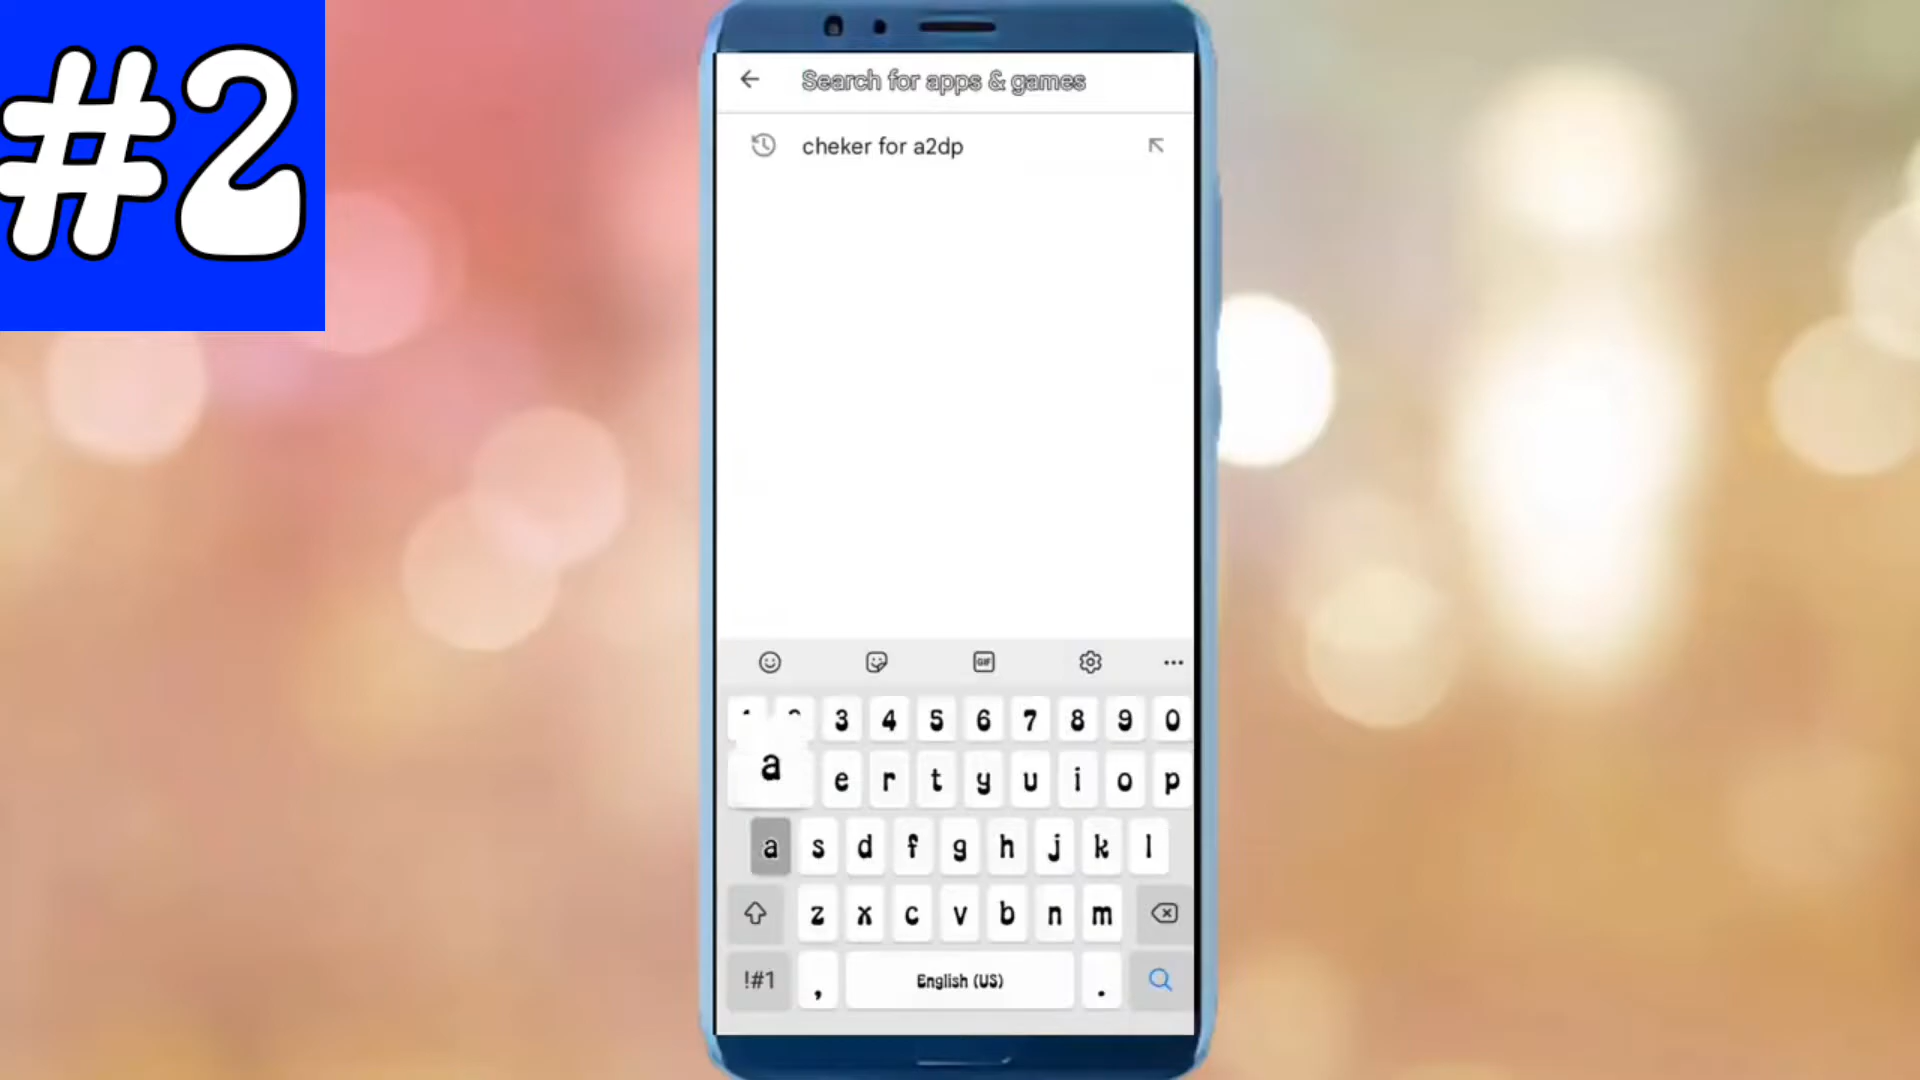 #2
Search for apps & games
cheker for a2dp
GIF
3 4 5 6 7 8 9 0
a
e r t y u i o p
a s d f g h j k l
z x c v b n m
!#1 , English (US) .